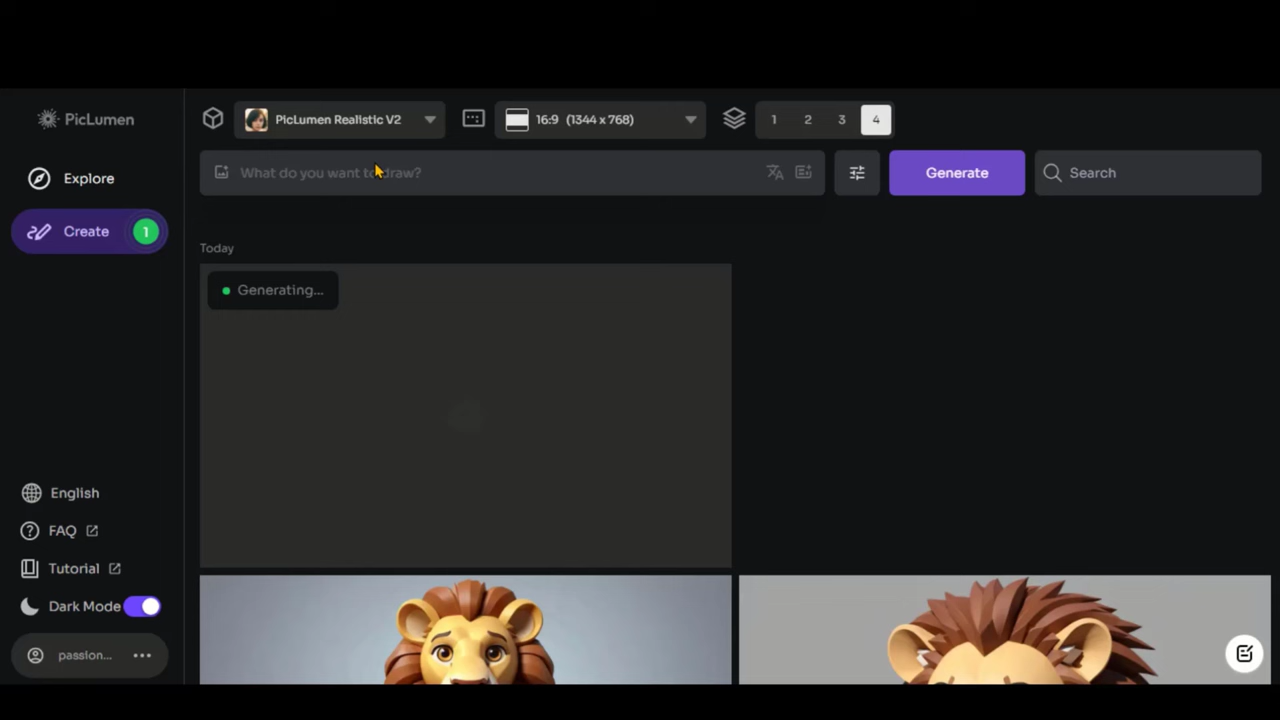 PicLumen
PicLumen Realistic V2
16:9 (1344 x 768)
1 2 3 4
What do you want to draw?
Generate
Search
Explore
Create 1
Today
Generating...
English
FAQ
Tutorial
Dark Mode
passion...